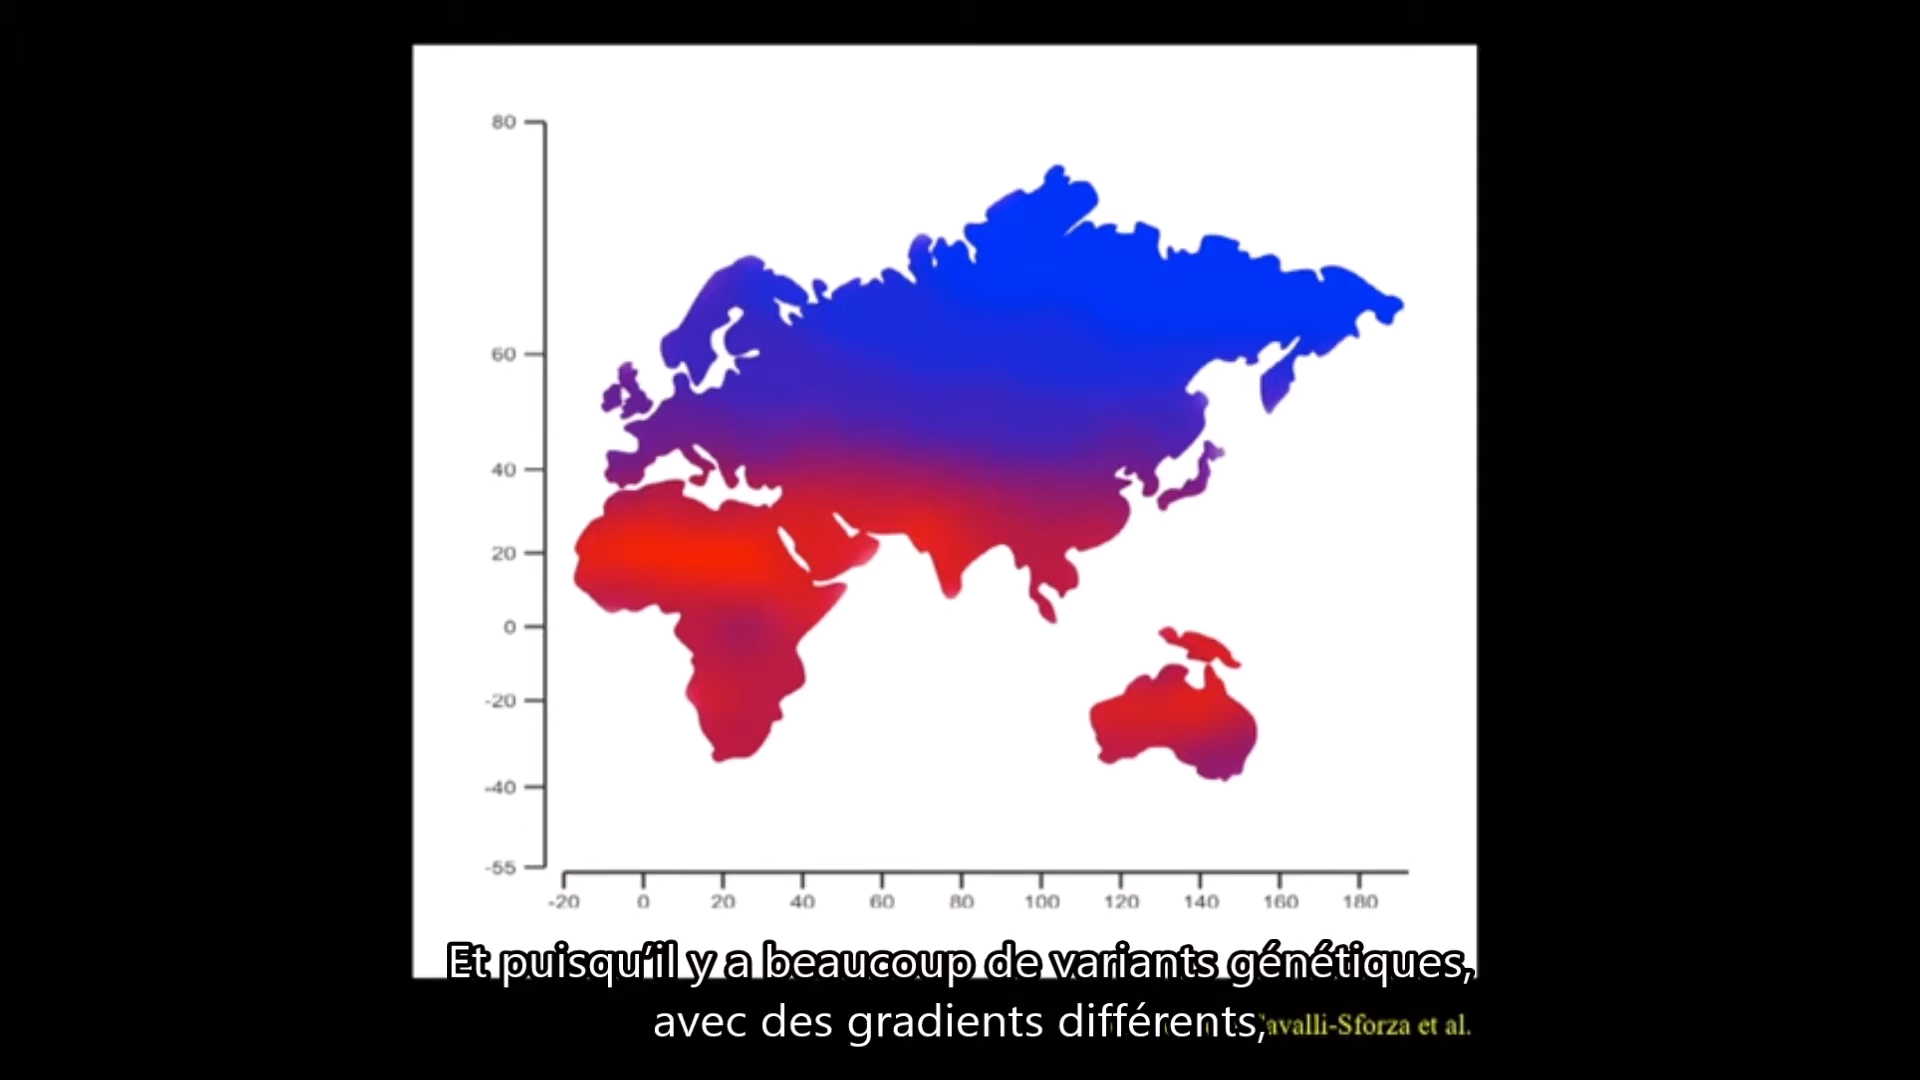 80
60
40
20
0
-20
-40
-55
-20 0 20 40 60 80 100 120 140 160 180
Et puisqu'il y a beaucoup de variants génétiques,
avec des gradients différents,
avalli-Sforza et al.